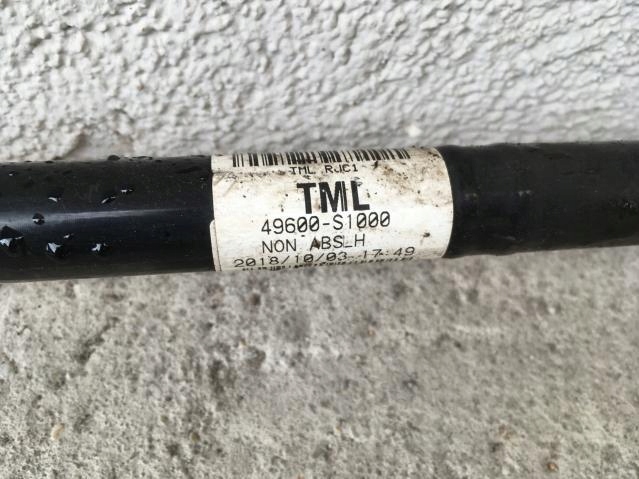 TML RJC1
TML
49600-S1000
NON ABS LH
2018/10/03 17:49